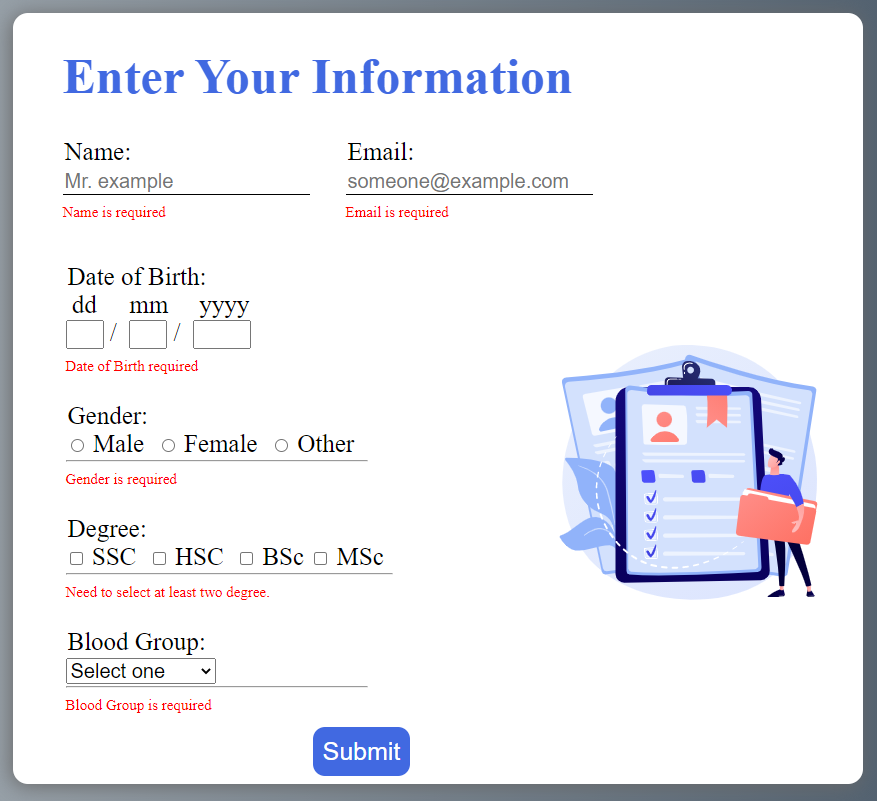 Enter Your Information
Name: Email:
Mr. example someone@example.com
Name is required Email is required
Date of Birth:
dd mm yyyy
/ /
Date of Birth required
Gender:
Male Female Other
Gender is required
Degree:
SSC HSC BSc MSc
Need to select at least two degree.
Blood Group:
Select one
Blood Group is required
Submit